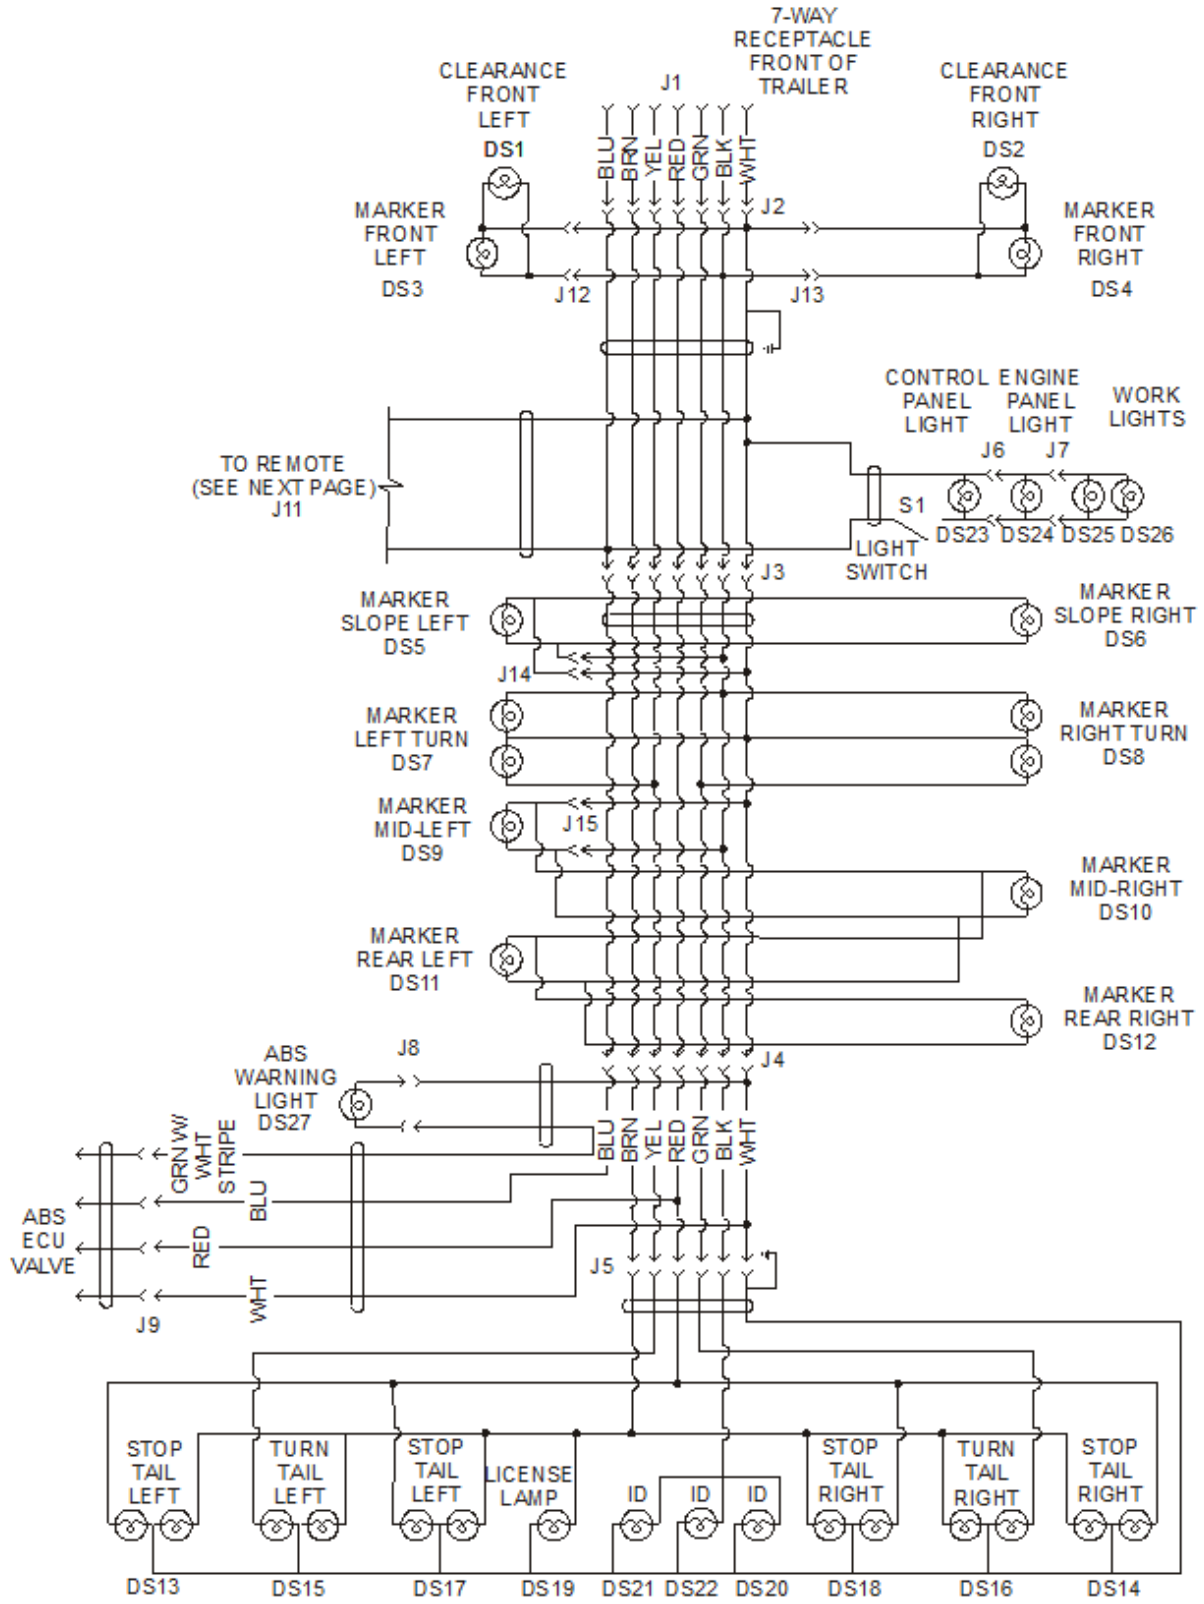 7-WAY
RECEPTACLE
FRONT OF
TRAILER
J1
CLEARANCE
FRONT
LEFT
DS1
CLEARANCE
FRONT
RIGHT
DS2
BLU
BRN
YEL
RED
GRN
BLK
WHT
J2
MARKER
FRONT
LEFT
DS3
MARKER
FRONT
RIGHT
DS4
J12
J13
CONTROL
PANEL
LIGHT
ENGINE
PANEL
LIGHT
WORK
LIGHTS
J6
J7
TO REMOTE
(SEE NEXT PAGE)
J11
S1
DS23
DS24
DS25
DS26
LIGHT
SWITCH
J3
MARKER
SLOPE LEFT
DS5
MARKER
SLOPE RIGHT
DS6
J14
MARKER
LEFT TURN
DS7
MARKER
RIGHT TURN
DS8
MARKER
MID-LEFT
DS9
J15
MARKER
MID-RIGHT
DS10
MARKER
REAR LEFT
DS11
MARKER
REAR RIGHT
DS12
J4
J8
ABS
WARNING
LIGHT
DS27
BLU
BRN
YEL
RED
GRN
BLK
WHT
GRN W/
WHT
STRIPE
BLU
RED
WHT
ABS
ECU
VALVE
J9
J5
STOP
TAIL
LEFT
TURN
TAIL
LEFT
STOP
TAIL
LEFT
LICENSE
LAMP
ID
ID
ID
STOP
TAIL
RIGHT
TURN
TAIL
RIGHT
STOP
TAIL
RIGHT
DS13
DS15
DS17
DS19
DS21
DS22
DS20
DS18
DS16
DS14